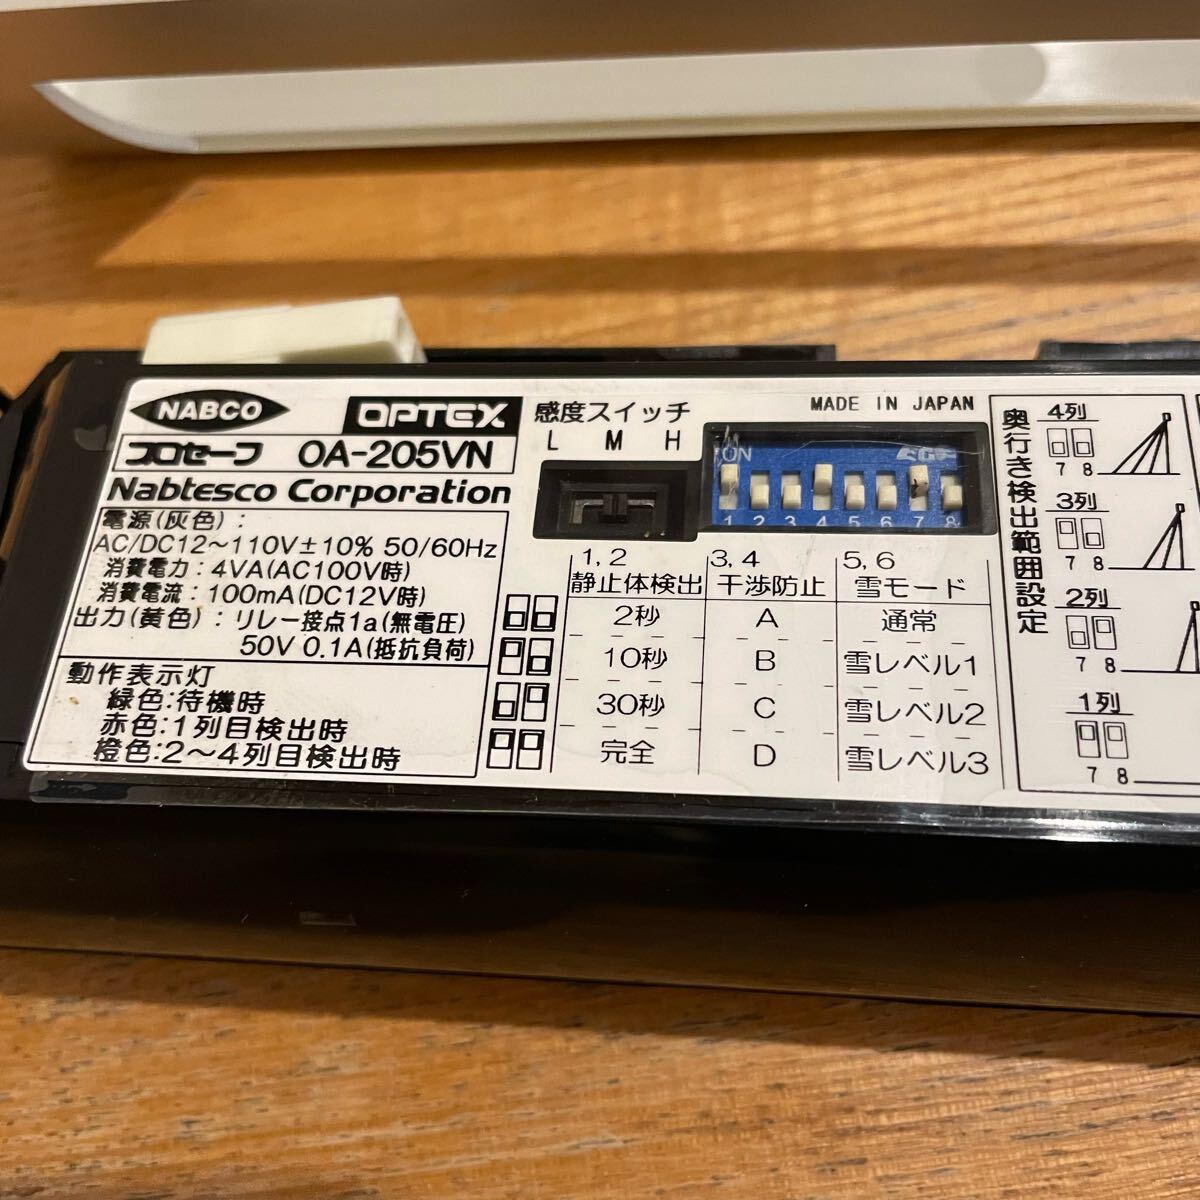 NABCO OPTEX
プロセーフ OA-205VN
Nabtesco Corporation
電源(灰色):
AC/DC12～110V±10% 50/60Hz
消費電力: 4VA(AC100V時)
消費電流: 100mA(DC12V時)
出力(黄色): リレー接点1a(無電圧)
50V 0.1A(抵抗負荷)
動作表示灯
緑色:待機時
赤色:1列目検出時
橙色:2～4列目検出時
感度スイッチ
L M H
MADE IN JAPAN
ON
1 2 3 4 5 6 7 8
1, 2 3, 4 5, 6
静止体検出 干渉防止 雪モード
2秒 A 通常
10秒 B 雪レベル1
30秒 C 雪レベル2
完全 D 雪レベル3
奥行き検出範囲設定
4列
7 8
3列
7 8
2列
7 8
1列
7 8